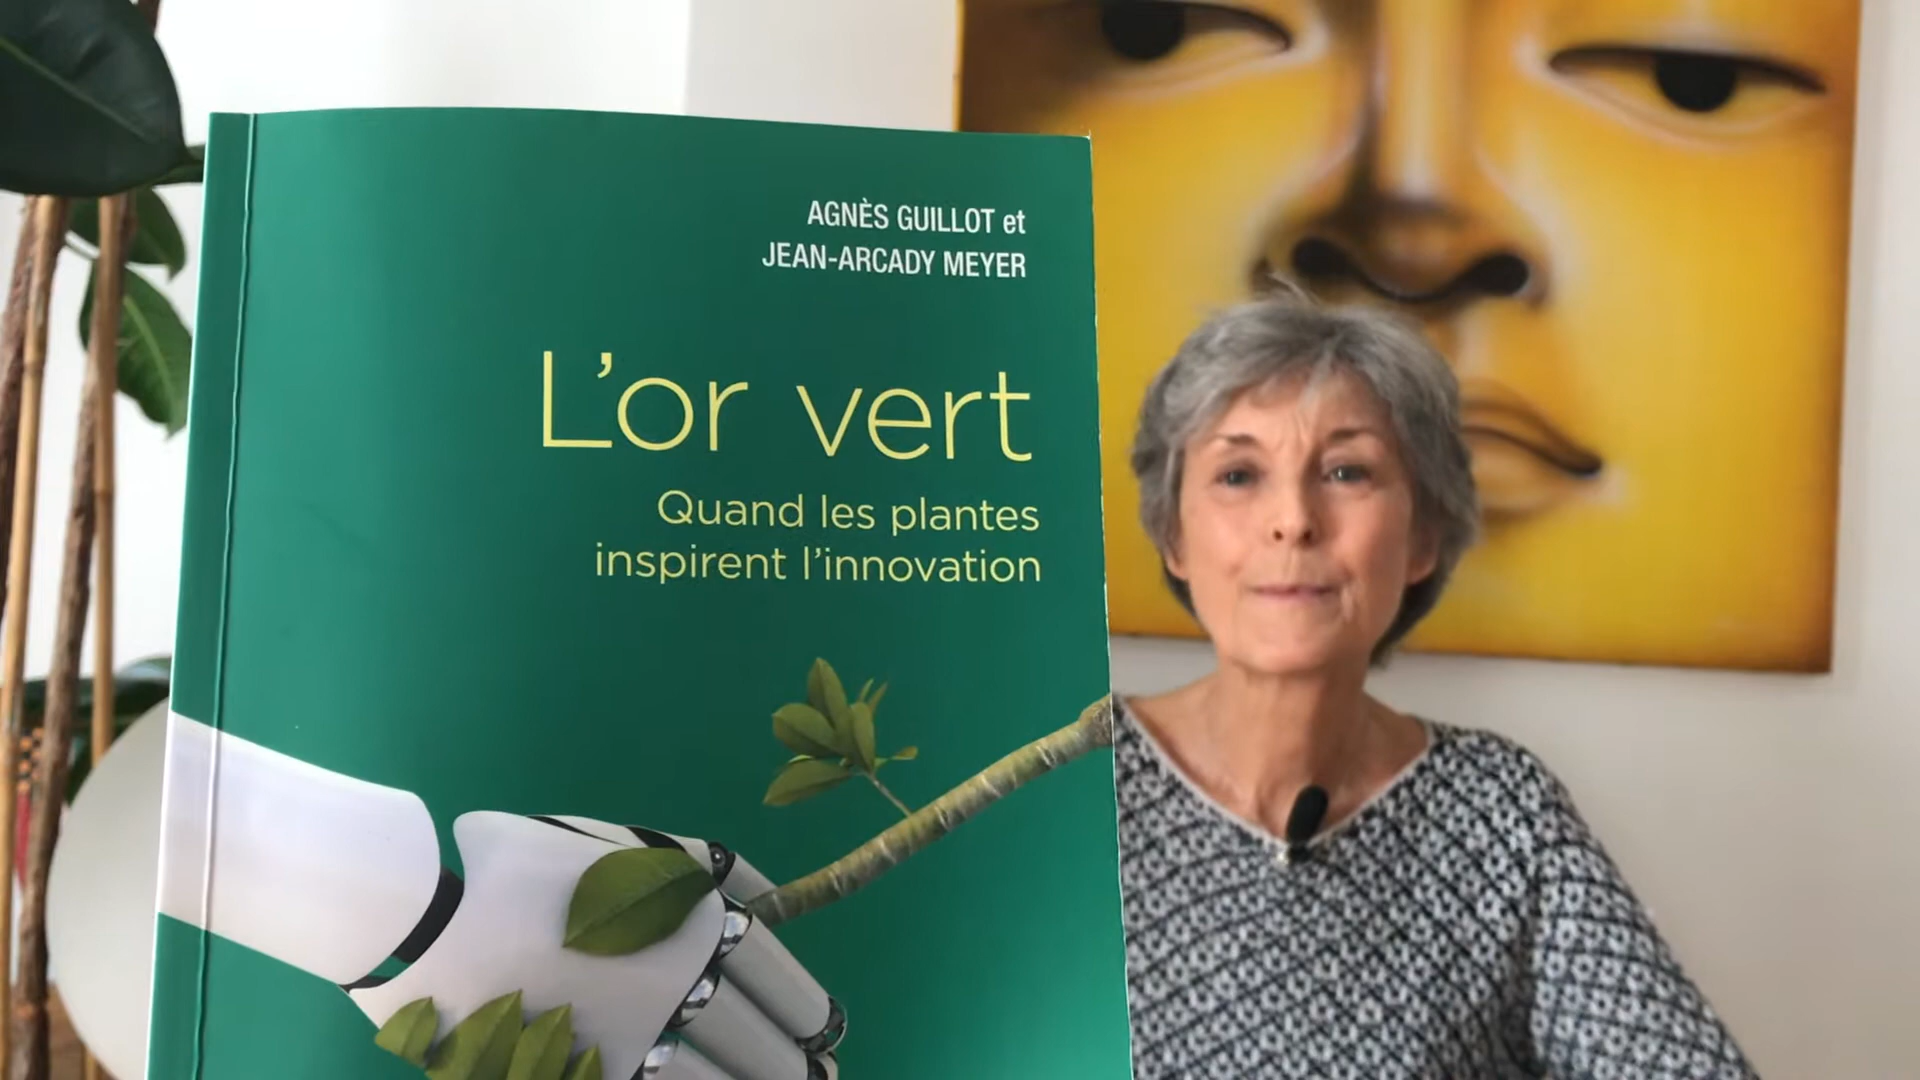 AGNÈS GUILLOT et
JEAN-ARCADY MEYER
L'or vert
Quand les plantes
inspirent l'innovation